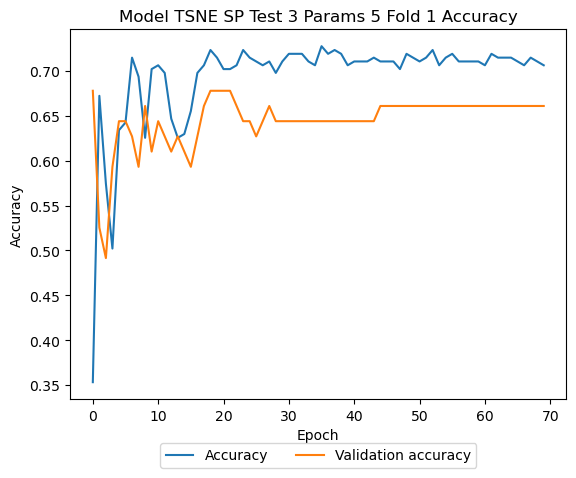 Model TSNE SP Test 3 Params 5 Fold 1 Accuracy
0.70
0.65
0.60
0.55
0.50
0.45
0.40
0.35
Accuracy
0 10 20 30 40 50 60 70
Epoch
Accuracy Validation accuracy